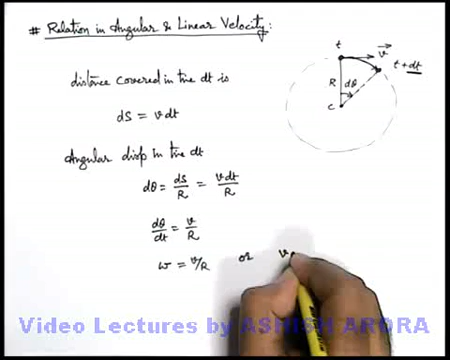 # Relation in Angular & Linear Velocity:
t
v
t + dt
R
dθ
C
distance covered in time dt is
dS = v dt
Angular disp in time dt
dθ = dS/R = vdt/R
dθ/dt = v/R
ω = v/R or v
Video Lectures by ASHISH ARORA